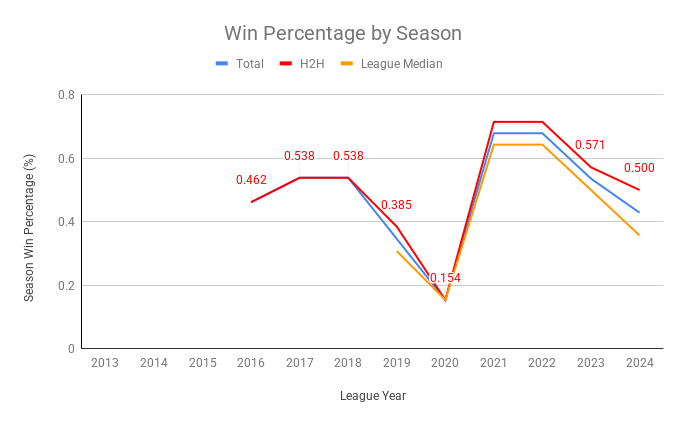 Win Percentage by Season
Total H2H League Median
Season Win Percentage (%)
0.8
0.6
0.4
0.2
0
0.462
0.538
0.538
0.385
0.154
0.571
0.500
2013 2014 2015 2016 2017 2018 2019 2020 2021 2022 2023 2024
League Year